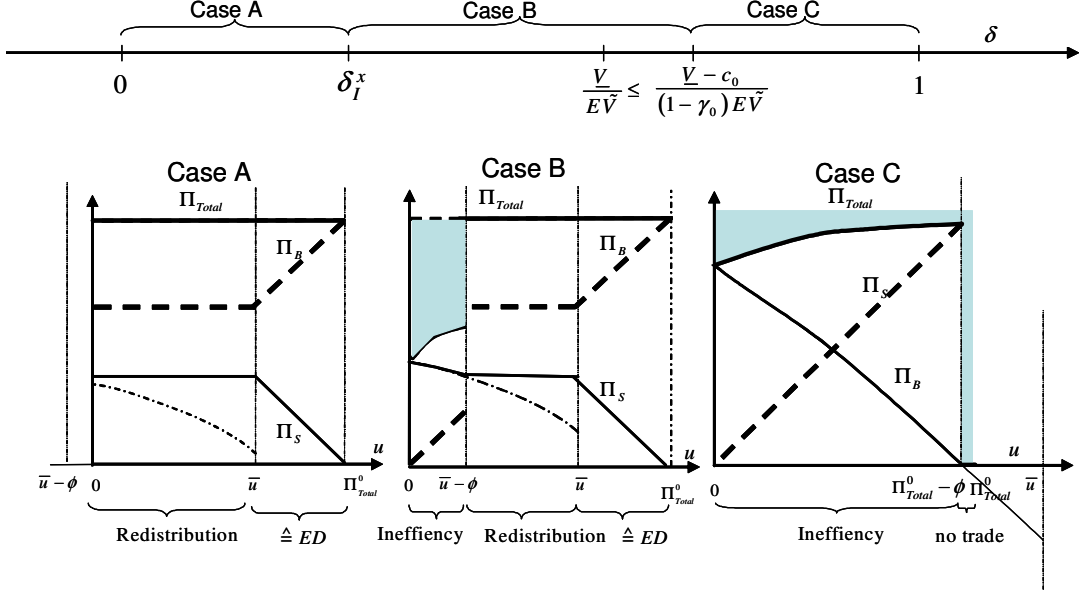 Case A Case B Case C
δ
0 δ_I^x \underline{V}/EṼ ≤ (\underline{V} − c₀)/((1 − γ₀)EṼ) 1
Case A Case B Case C
Π_Total Π_Total Π_Total
Π_B Π_B Π_S
Π_S Π_S Π_B
u u u
ū − ϕ 0 ū Π⁰_Total 0 ū − ϕ ū Π⁰_Total 0 Π⁰_Total − ϕ Π⁰_Total ū
Redistribution ≙ ED Ineffiency Redistribution ≙ ED Ineffiency no trade